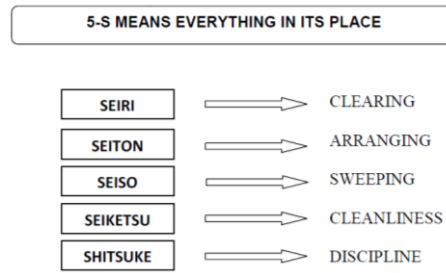 5-S MEANS EVERYTHING IN ITS PLACE
SEIRI CLEARING
SEITON ARRANGING
SEISO SWEEPING
SEIKETSU CLEANLINESS
SHITSUKE DISCIPLINE